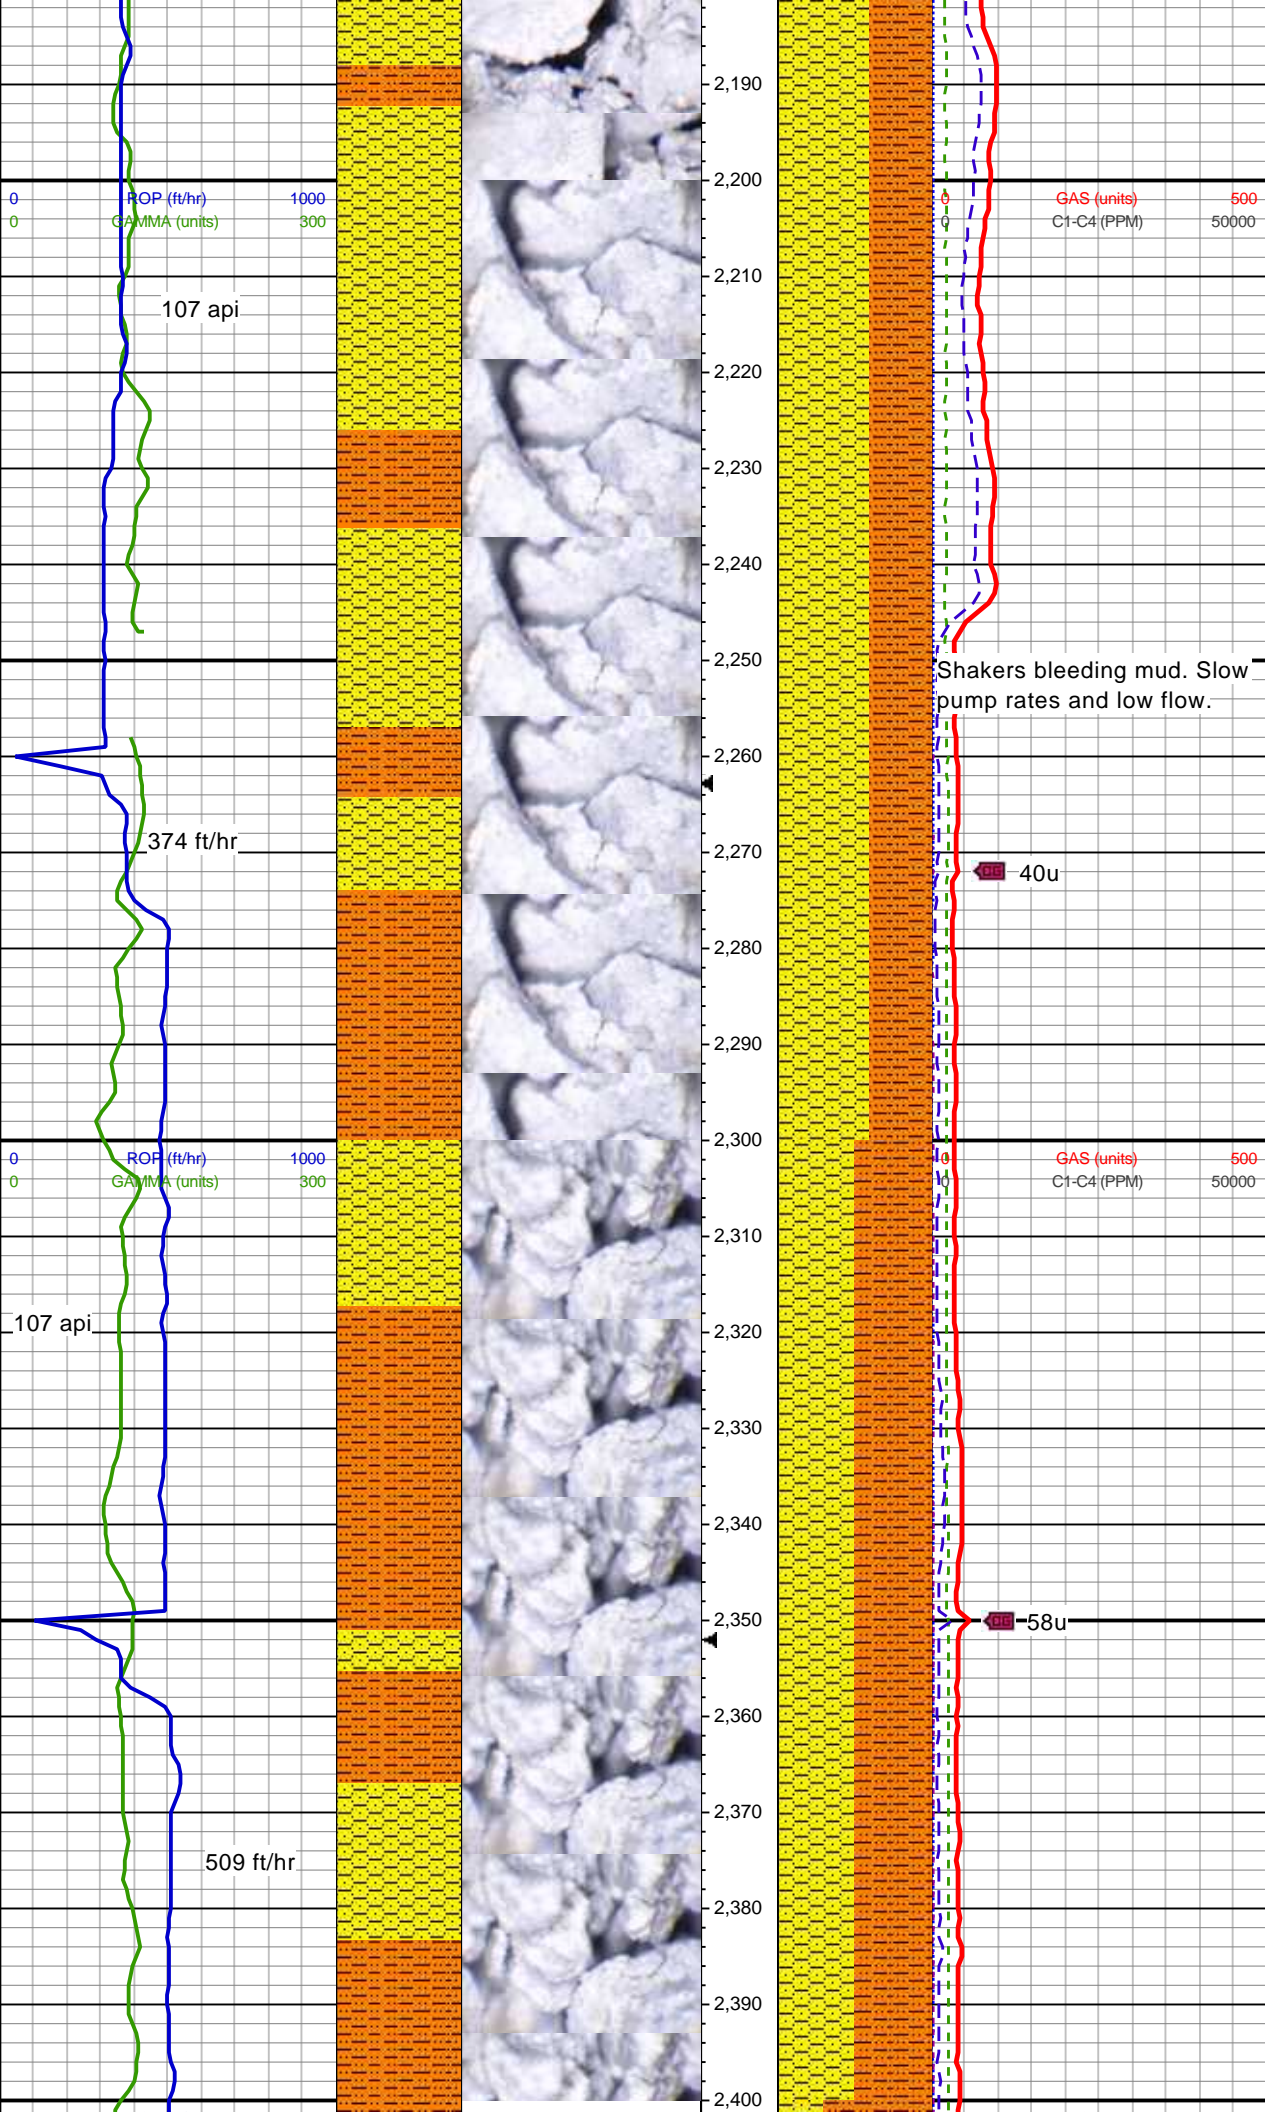 2,190
2,200
0 ROP (ft/hr) 1000
0 GAMMA (units) 300
0 GAS (units) 500
0 C1-C4 (PPM) 50000
2,210
107 api
2,220
2,230
2,240
2,250
Shakers bleeding mud. Slow
pump rates and low flow.
2,260
374 ft/hr
2,270
CG 40u
2,280
2,290
2,300
0 ROP (ft/hr) 1000
0 GAMMA (units) 300
0 GAS (units) 500
0 C1-C4 (PPM) 50000
2,310
107 api
2,320
2,330
2,340
2,350
CG 58u
2,360
2,370
509 ft/hr
2,380
2,390
2,400